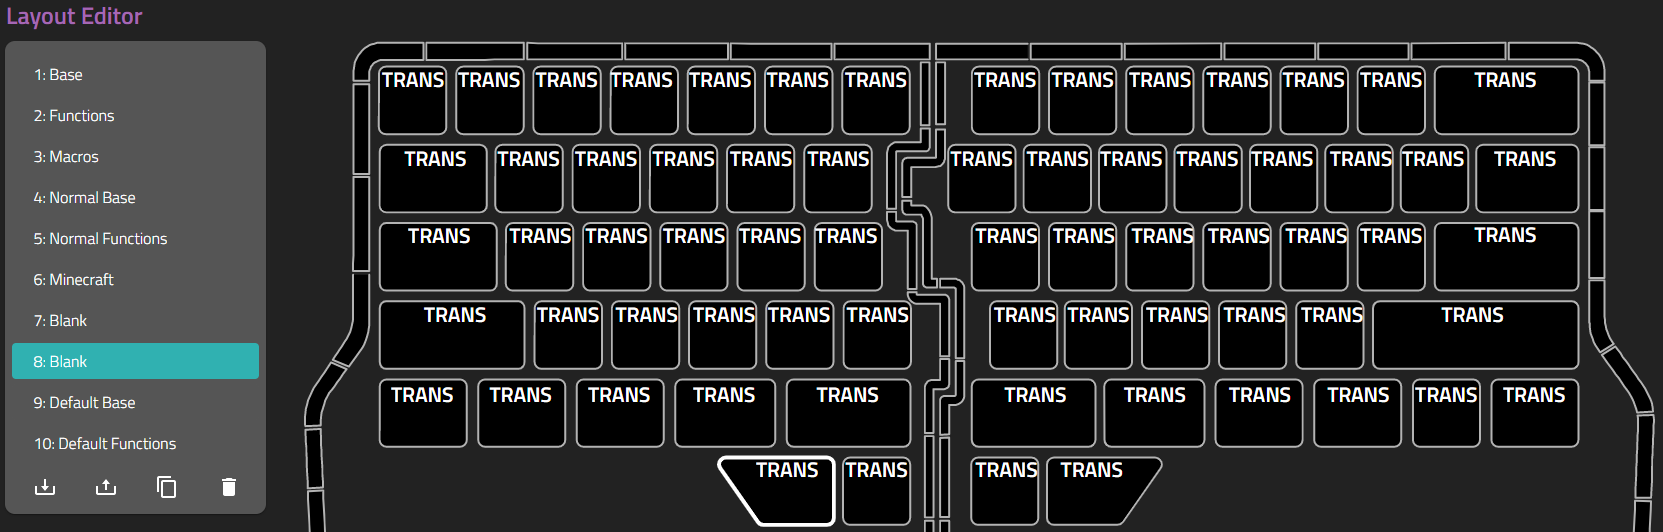 Layout Editor
1: Base
2: Functions
3: Macros
4: Normal Base
5: Normal Functions
6: Minecraft
7: Blank
8: Blank
9: Default Base
10: Default Functions
TRANS TRANS TRANS TRANS TRANS TRANS TRANS TRANS TRANS TRANS TRANS TRANS TRANS TRANS
TRANS TRANS TRANS TRANS TRANS TRANS TRANS TRANS TRANS TRANS TRANS TRANS TRANS TRANS
TRANS TRANS TRANS TRANS TRANS TRANS TRANS TRANS TRANS TRANS TRANS TRANS TRANS
TRANS TRANS TRANS TRANS TRANS TRANS TRANS TRANS TRANS TRANS TRANS TRANS
TRANS TRANS TRANS TRANS TRANS TRANS TRANS TRANS TRANS TRANS TRANS
TRANS TRANS TRANS TRANS